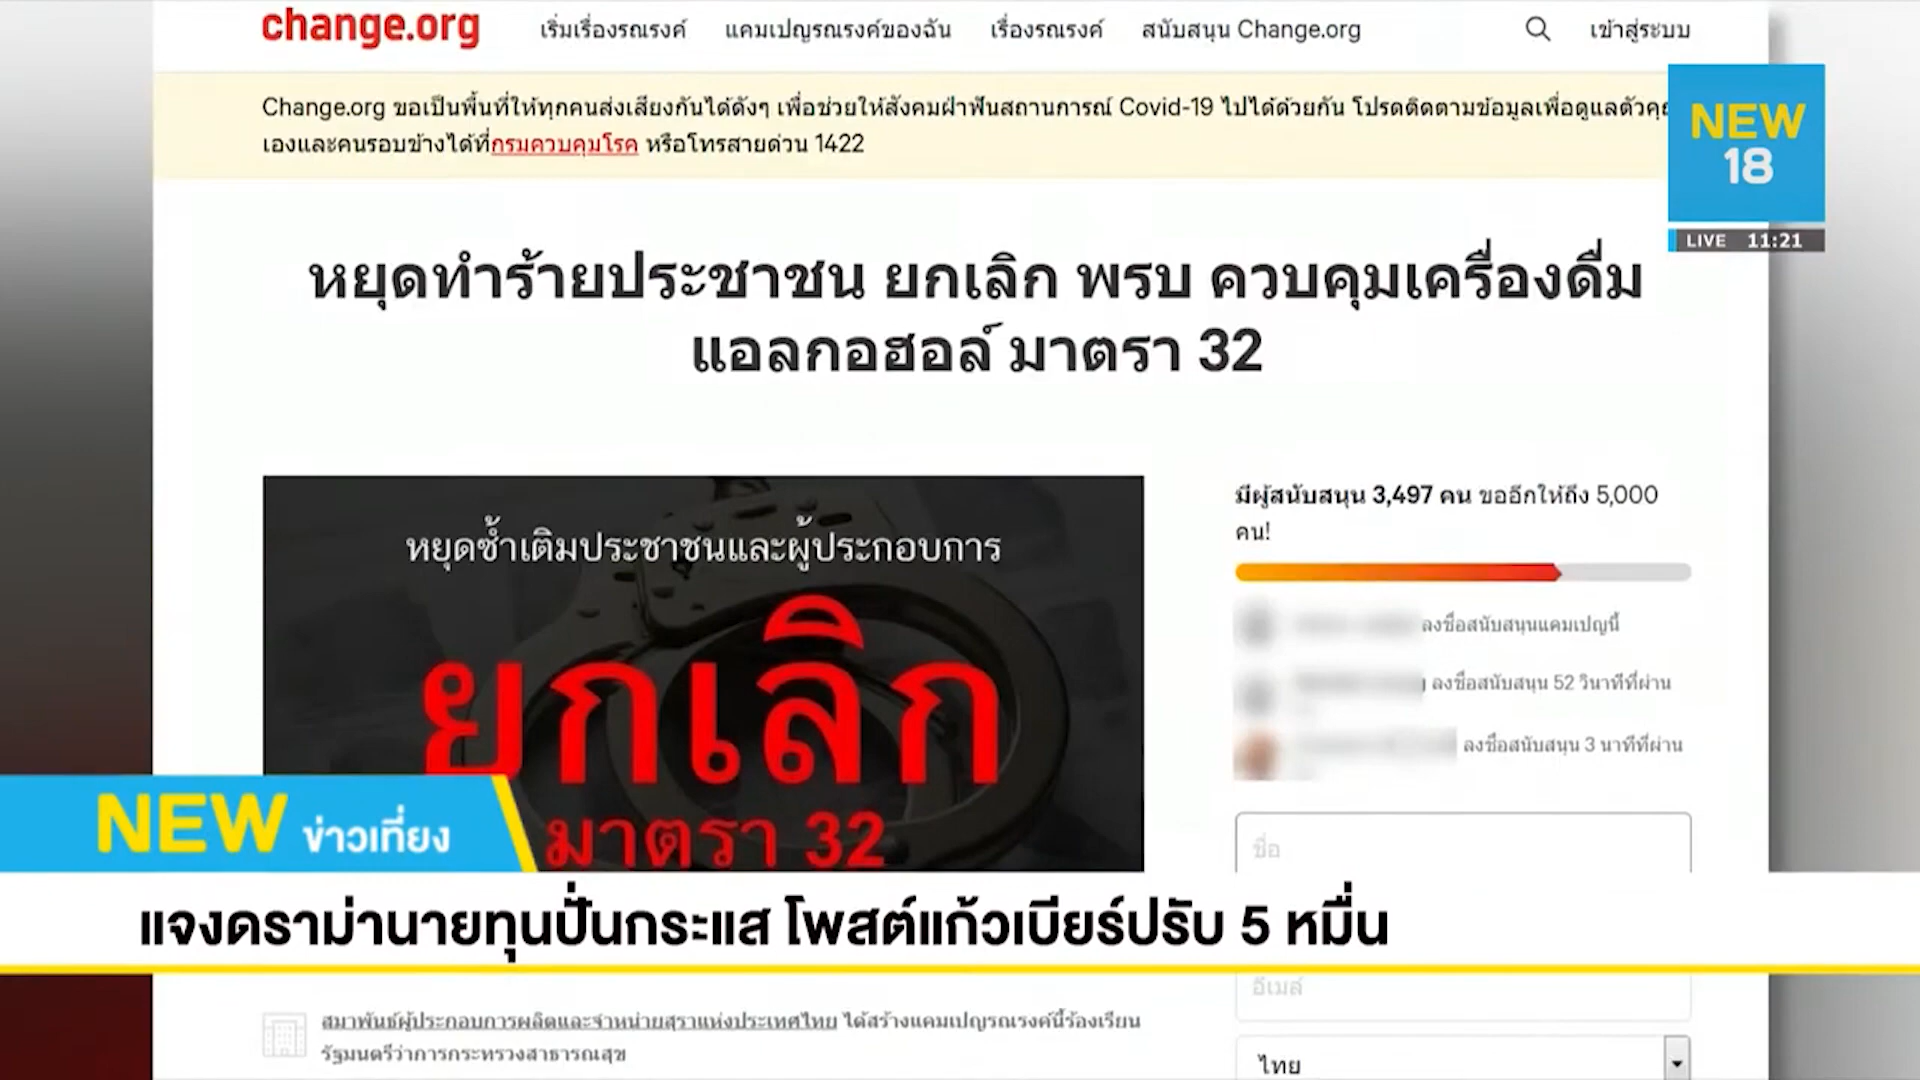 change.org เริ่มเรื่องรณรงค์ แคมเปญรณรงค์ของฉัน เรื่องรณรงค์ สนับสนุน Change.org เข้าสู่ระบบ
Change.org ขอเป็นพื้นที่ให้ทุกคนส่งเสียงกันได้ดังๆ เพื่อช่วยให้สังคมฝ่าฟันสถานการณ์ Covid-19 ไปได้ด้วยกัน โปรดติดตามข้อมูลเพื่อดูแลตัวคุณ
เองและคนรอบข้างได้ที่กรมควบคุมโรค หรือโทรสายด่วน 1422
NEW
18
LIVE 11:21
หยุดทำร้ายประชาชน ยกเลิก พรบ ควบคุมเครื่องดื่ม
แอลกอฮอล์ มาตรา 32
หยุดซ้ำเติมประชาชนและผู้ประกอบการ
ยกเลิก
มาตรา 32
มีผู้สนับสนุน 3,497 คน ขออีกให้ถึง 5,000
คน!
ลงชื่อสนับสนุนแคมเปญนี้
ลงชื่อสนับสนุน 52 วินาทีที่ผ่าน
ลงชื่อสนับสนุน 3 นาทีที่ผ่าน
ชื่อ
NEW ข่าวเที่ยง
แจงดราม่านายทุนปั่นกระแส โพสต์แก้วเบียร์ปรับ 5 หมื่น
อีเมล์
สมาพันธ์ผู้ประกอบการผลิตและจำหน่ายสุราแห่งประเทศไทย ได้สร้างแคมเปญรณรงค์นี้ร้องเรียน
รัฐมนตรีว่าการกระทรวงสาธารณสุข
ไทย